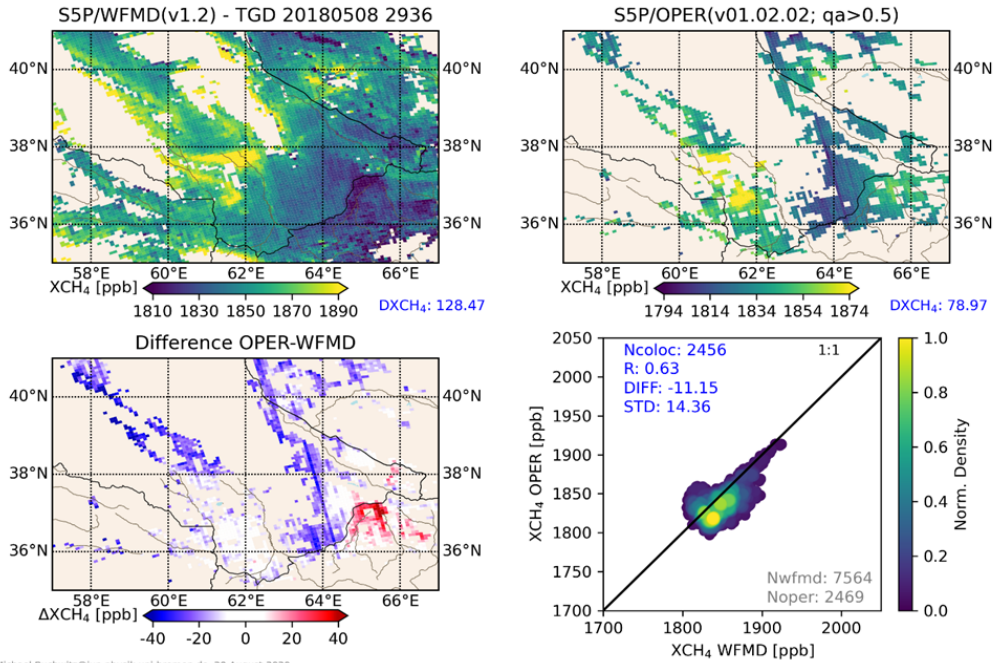 S5P/WFMD(v1.2) - TGD 20180508 2936
40°N
38°N
36°N
40°N
38°N
36°N
58°E 60°E 62°E 64°E 66°E
XCH₄ [ppb]
1810 1830 1850 1870 1890
DXCH₄: 128.47
S5P/OPER(v01.02.02; qa>0.5)
40°N
38°N
36°N
40°N
38°N
36°N
58°E 60°E 62°E 64°E 66°E
XCH₄ [ppb]
1794 1814 1834 1854 1874
DXCH₄: 78.97
Difference OPER-WFMD
40°N
38°N
36°N
40°N
38°N
36°N
58°E 60°E 62°E 64°E 66°E
ΔXCH₄ [ppb]
-40 -20 0 20 40
2050
2000
1950
1900
1850
1800
1750
1700
XCH₄ OPER [ppb]
Ncoloc: 2456
R: 0.63
DIFF: -11.15
STD: 14.36
1:1
Nwfmd: 7564
Noper: 2469
1700 1800 1900 2000
XCH₄ WFMD [ppb]
1.0
0.8
0.6
0.4
0.2
0.0
Norm. Density